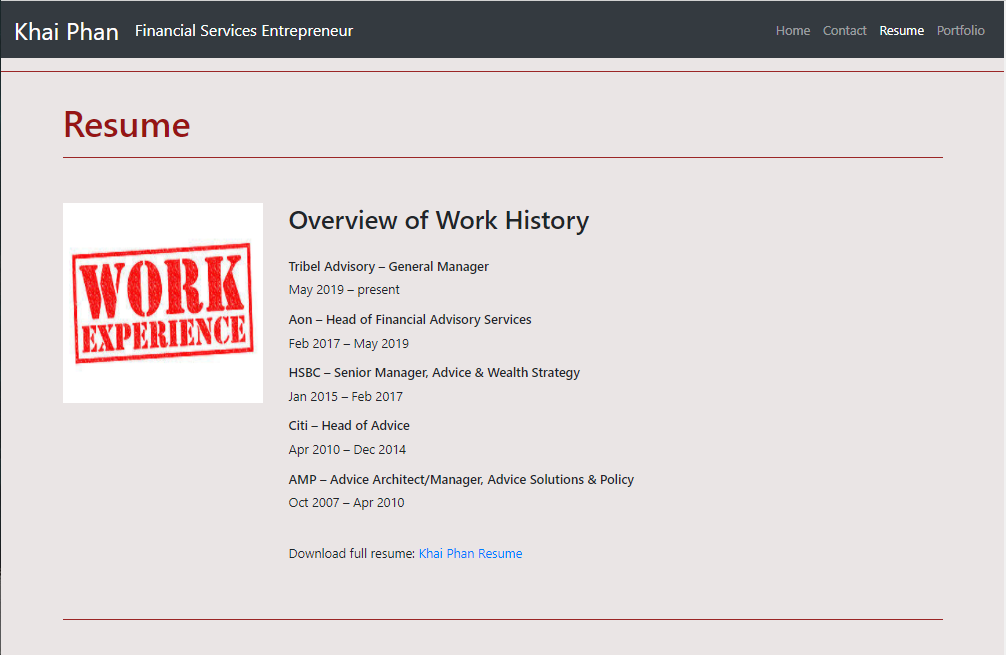 Khai Phan Financial Services Entrepreneur Home Contact Resume Portfolio
Resume
WORK
EXPERIENCE
Overview of Work History
Tribel Advisory – General Manager
May 2019 – present
Aon – Head of Financial Advisory Services
Feb 2017 – May 2019
HSBC – Senior Manager, Advice & Wealth Strategy
Jan 2015 – Feb 2017
Citi – Head of Advice
Apr 2010 – Dec 2014
AMP – Advice Architect/Manager, Advice Solutions & Policy
Oct 2007 – Apr 2010
Download full resume: Khai Phan Resume